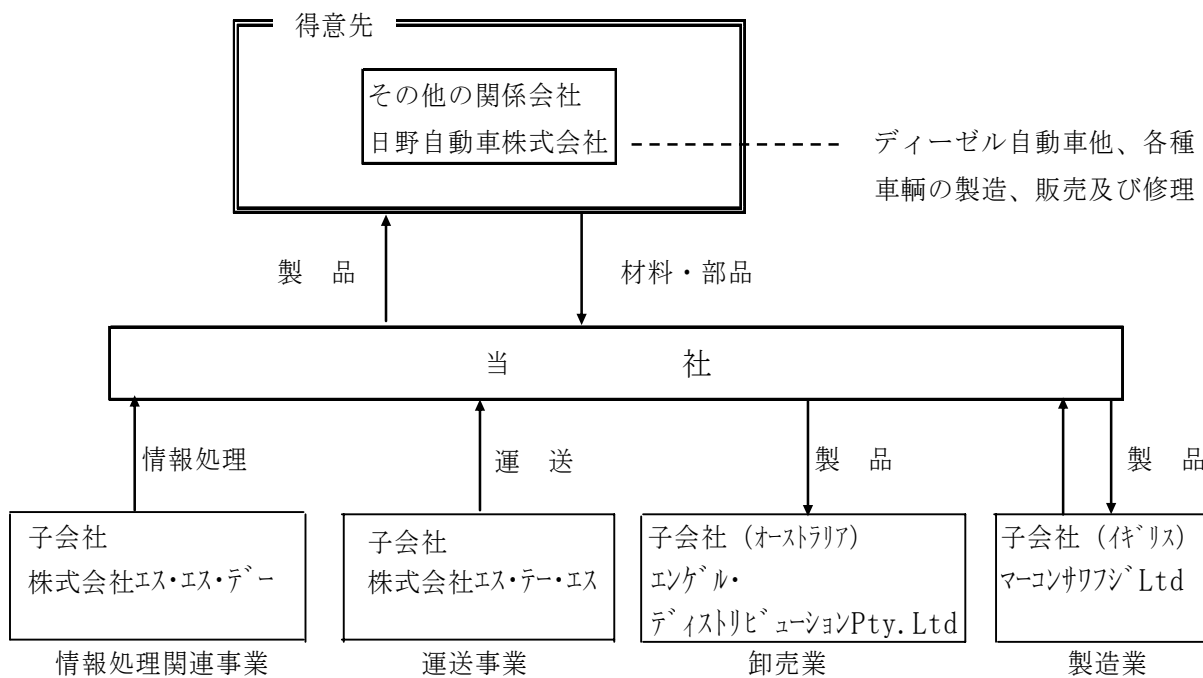 得意先
その他の関係会社
日野自動車株式会社
ディーゼル自動車他、各種
車輌の製造、販売及び修理
製　品
材料・部品
当　　　社
情報処理
運　送
製　品
製　品
子会社
株式会社ｴｽ・ｴｽ・ﾃﾞｰ
子会社
株式会社ｴｽ・ﾃｰ・ｴｽ
子会社（ｵｰｽﾄﾗﾘｱ）
ｴﾝｹﾞﾙ・
ﾃﾞｨｽﾄﾘﾋﾞｭｰｼｮﾝPty.Ltd
子会社（ｲｷﾞﾘｽ）
ﾏｰｺﾝｻﾜﾌｼﾞLtd
情報処理関連事業
運送事業
卸売業
製造業